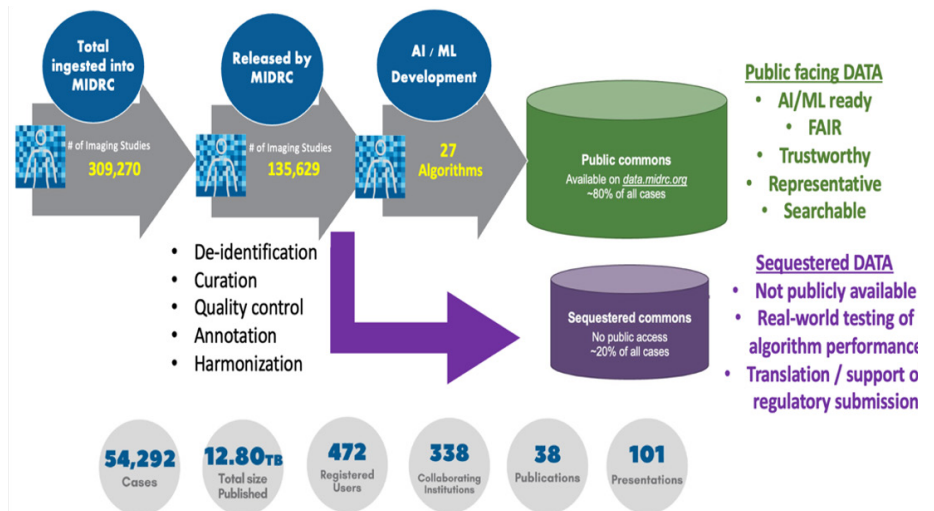 Total
ingested into
MIDRC
# of Imaging Studies
309,270
Released by
MIDRC
# of Imaging Studies
135,629
AI / ML
Development
27
Algorithms
Public commons
Available on data.midrc.org
~80% of all cases
Public facing DATA
• AI/ML ready
• FAIR
• Trustworthy
• Representative
• Searchable
• De-identification
• Curation
• Quality control
• Annotation
• Harmonization
Sequestered commons
No public access
~20% of all cases
Sequestered DATA
• Not publicly available
• Real-world testing of
algorithm performance
• Translation / support o
regulatory submission
54,292
Cases
12.80TB
Total size
Published
472
Registered
Users
338
Collaborating
Institutions
38
Publications
101
Presentations